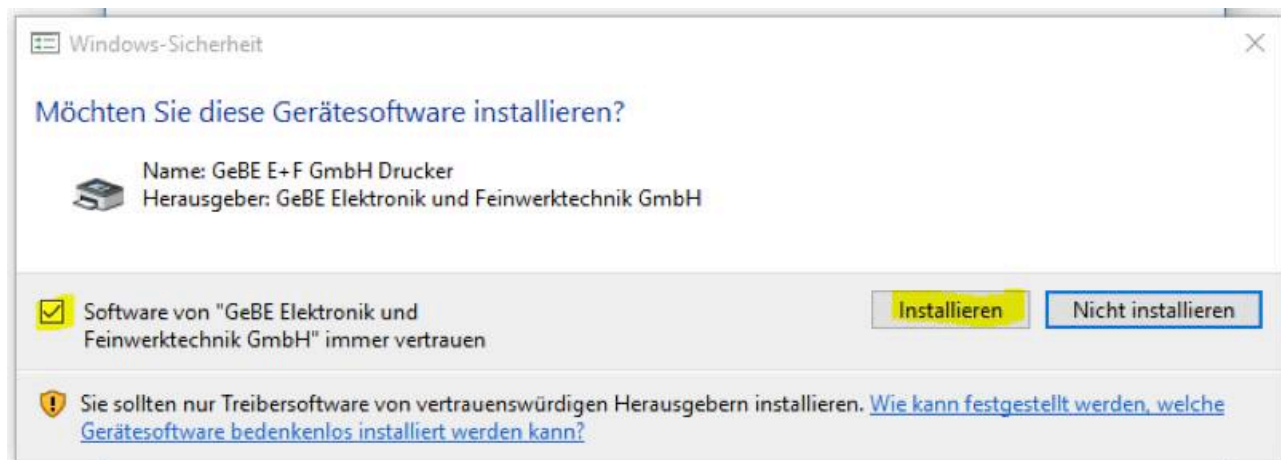 Windows-Sicherheit
Möchten Sie diese Gerätesoftware installieren?
Name: GeBE E+F GmbH Drucker
Herausgeber: GeBE Elektronik und Feinwerktechnik GmbH
Software von "GeBE Elektronik und
Feinwerktechnik GmbH" immer vertrauen
Installieren
Nicht installieren
Sie sollten nur Treibersoftware von vertrauenswürdigen Herausgebern installieren. Wie kann festgestellt werden, welche
Gerätesoftware bedenkenlos installiert werden kann?